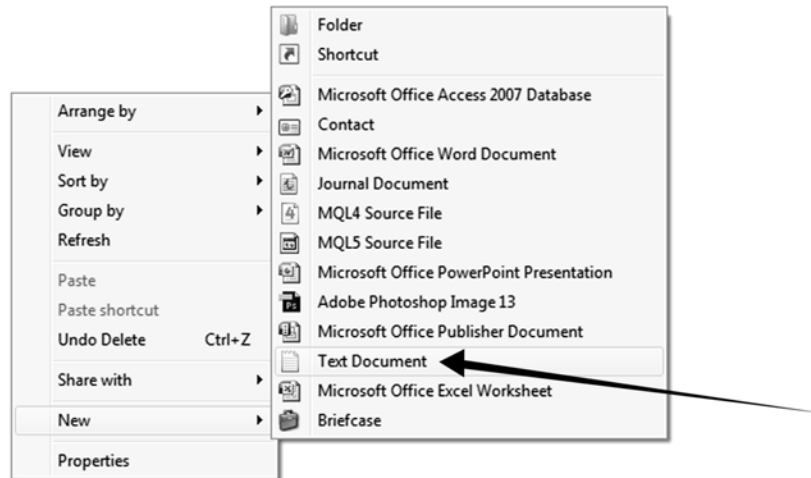 Arrange by
View
Sort by
Group by
Refresh
Paste
Paste shortcut
Undo Delete Ctrl+Z
Share with
New
Properties
Folder
Shortcut
Microsoft Office Access 2007 Database
Contact
Microsoft Office Word Document
Journal Document
MQL4 Source File
MQL5 Source File
Microsoft Office PowerPoint Presentation
Adobe Photoshop Image 13
Microsoft Office Publisher Document
Text Document
Microsoft Office Excel Worksheet
Briefcase